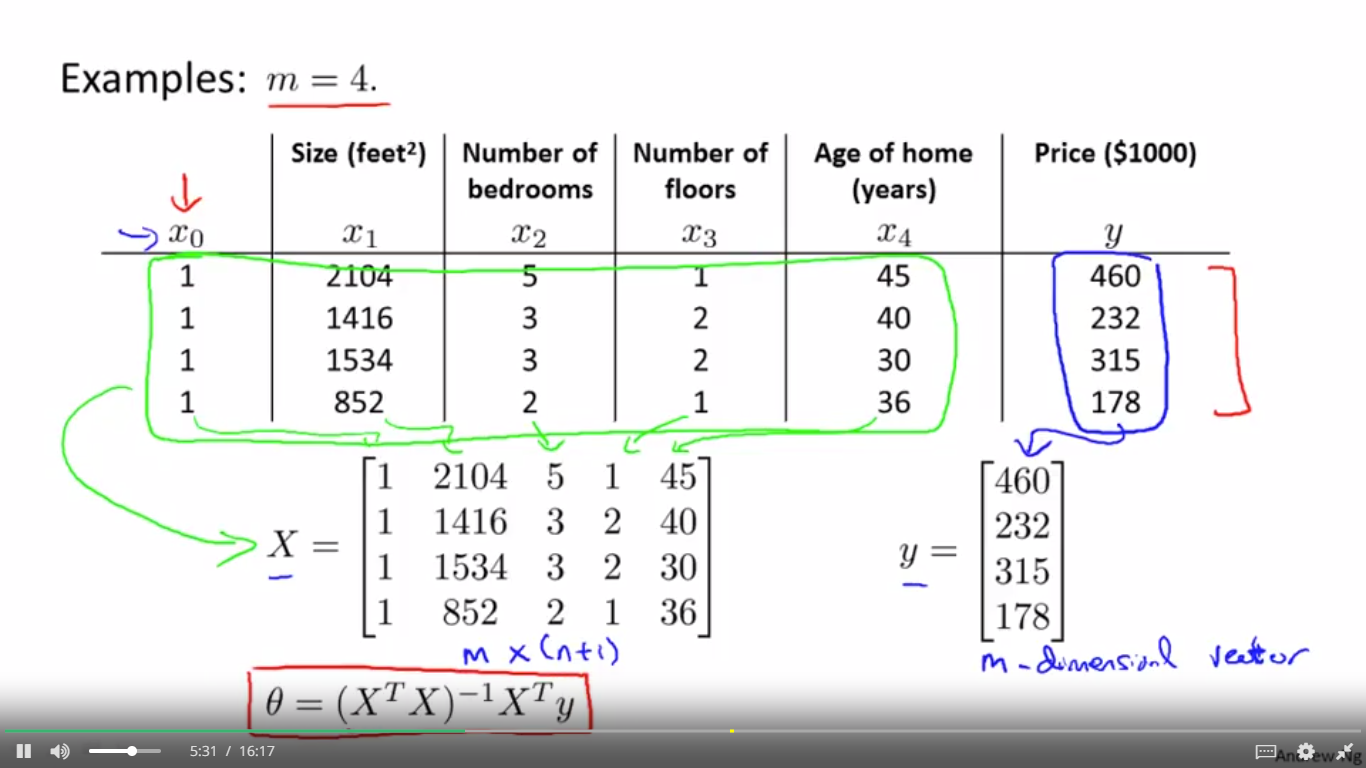 Examples: m = 4.
Size (feet²) Number of bedrooms Number of floors Age of home (years) Price ($1000)
x₀ x₁ x₂ x₃ x₄ y
1 2104 5 1 45 460
1 1416 3 2 40 232
1 1534 3 2 30 315
1 852 2 1 36 178
X = [1 2104 5 1 45
1 1416 3 2 40
1 1534 3 2 30
1 852 2 1 36]
y = [460
232
315
178]
m x (n+1)
m-dimensional vector
θ = (XᵀX)⁻¹Xᵀy
5:31 / 16:17
Andrew Ng